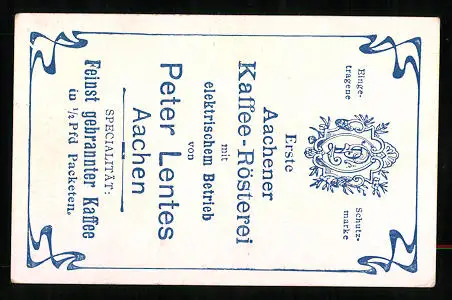 Einge-
tragene
Schutz-
marke
Erste
Aachener
Kaffee-Rösterei
mit
elektrischem Betrieb
von
Peter Lentes
Aachen
SPECIALITÄT:
Feinst gebrannter Kaffee
in ½ Pfd Packeten.